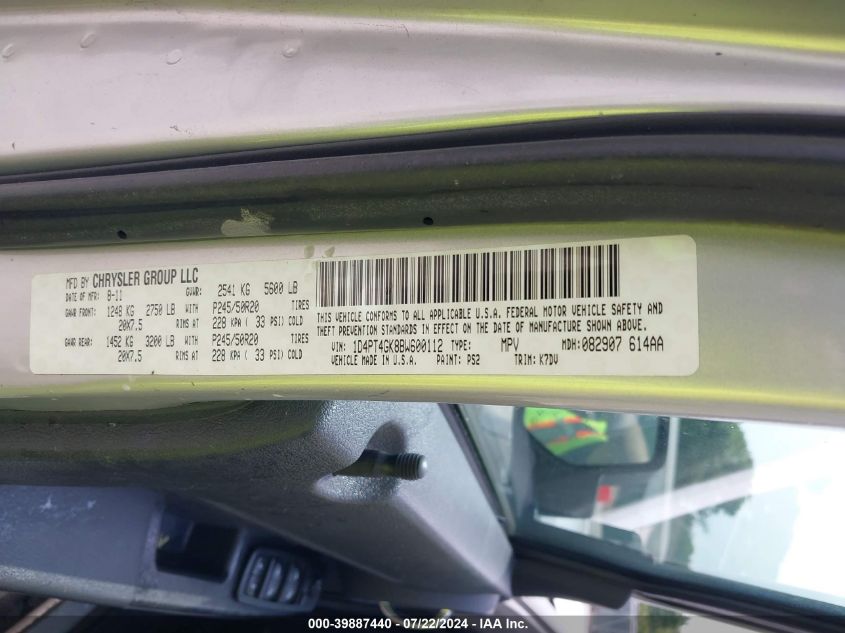 MFD BY CHRYSLER GROUP LLC
DATE OF MFR: 8-11 GVWR: 2541 KG 5600 LB
GAWR FRONT: 1248 KG 2750 LB WITH P245/50R20 TIRES
20X7.5 RIMS AT 228 KPA ( 33 PSI) COLD
GAWR REAR: 1452 KG 3200 LB WITH P245/50R20 TIRES
20X7.5 RIMS AT 228 KPA ( 33 PSI) COLD
THIS VEHICLE CONFORMS TO ALL APPLICABLE U.S.A. FEDERAL MOTOR VEHICLE SAFETY AND
THEFT PREVENTION STANDARDS IN EFFECT ON THE DATE OF MANUFACTURE SHOWN ABOVE.
VIN: 1D4PT4GK8BW600112 TYPE: MPV MDH: 082907 614AA
VEHICLE MADE IN U.S.A. PAINT: PS2 TRIM: K7DV
000-39887440 - 07/22/2024 - IAA Inc.